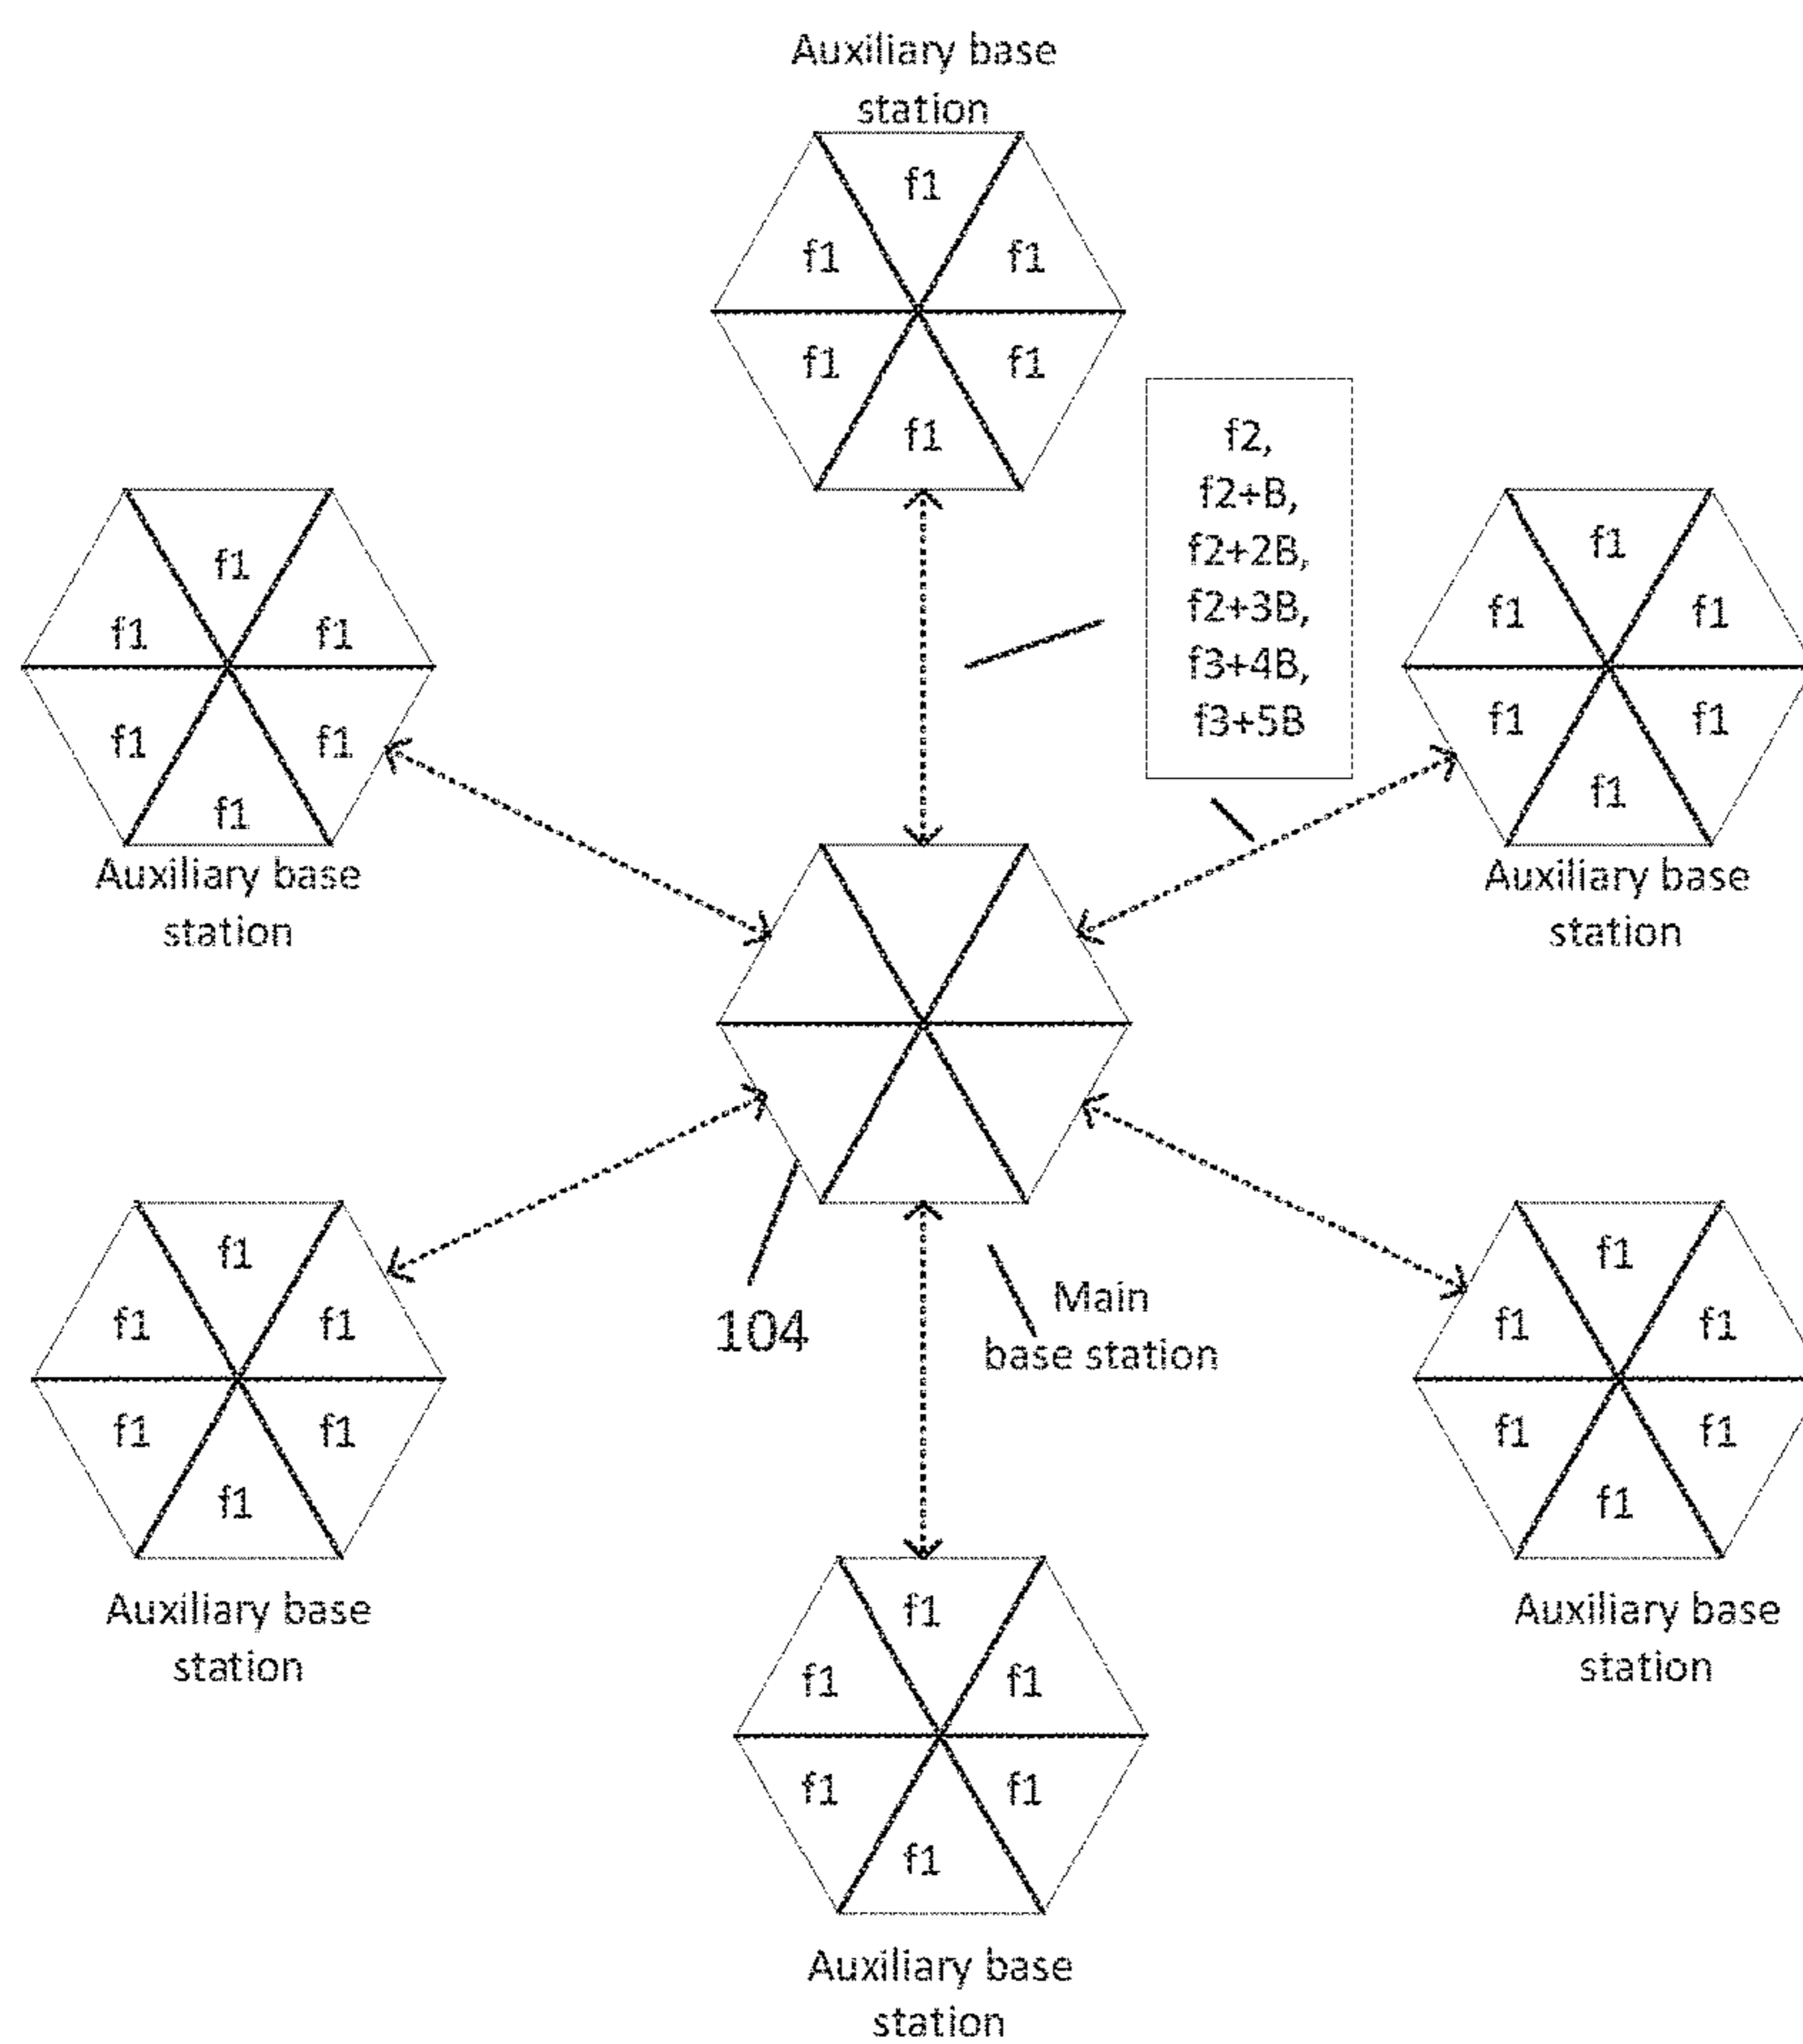 Auxiliary base
station
f1
f1 f1
f1 f1
f1
f2,
f2+B,
f2+2B,
f2+3B,
f3+4B,
f3+5B
f1
f1 f1
f1 f1
f1
Auxiliary base
station
f1
f1 f1
f1 f1
f1
Auxiliary base
station
104
Main
base station
f1
f1 f1
f1 f1
f1
Auxiliary base
station
f1
f1 f1
f1 f1
f1
Auxiliary base
station
f1
f1 f1
f1 f1
f1
Auxiliary base
station